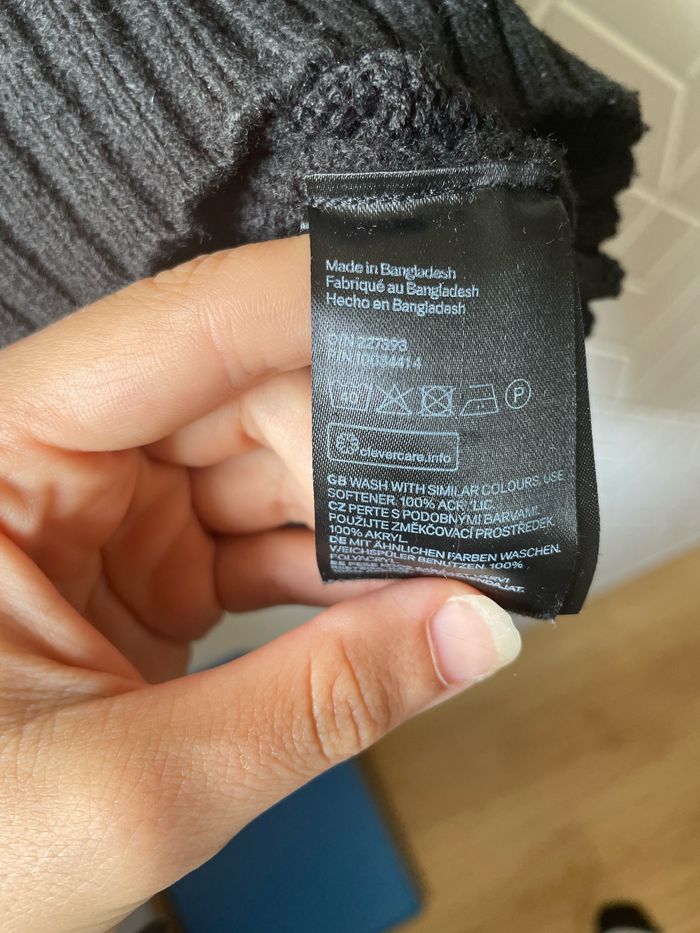 Made in Bangladesh
Fabriqué au Bangladesh
Hecho en Bangladesh
40
P
clevercare.info
GB WASH WITH SIMILAR COLOURS. USE
SOFTENER. 100% ACRYLIC.
CZ PERTE S PODOBNÝMI BARVAMI.
POUŽIJTE ZMĚKČOVACÍ PROSTŘEDEK.
100% AKRYL.
DE MIT ÄHNLICHEN FARBEN WASCHEN.
WEICHSPÜLER BENUTZEN. 100%